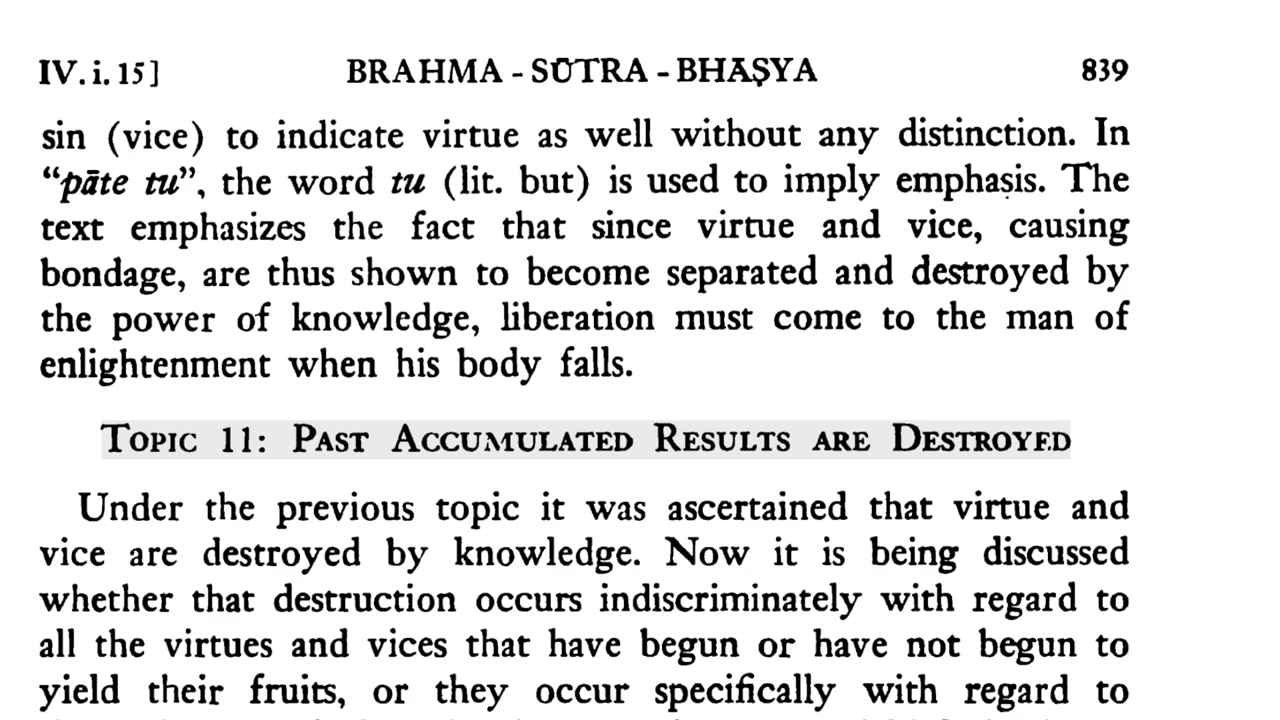 IV. i. 15] BRAHMA - SŪTRA - BHĀṢYA 839
sin (vice) to indicate virtue as well without any distinction. In
“pāte tu”, the word tu (lit. but) is used to imply emphasis. The
text emphasizes the fact that since virtue and vice, causing
bondage, are thus shown to become separated and destroyed by
the power of knowledge, liberation must come to the man of
enlightenment when his body falls.
TOPIC 11: PAST ACCUMULATED RESULTS ARE DESTROYED
Under the previous topic it was ascertained that virtue and
vice are destroyed by knowledge. Now it is being discussed
whether that destruction occurs indiscriminately with regard to
all the virtues and vices that have begun or have not begun to
yield their fruits, or they occur specifically with regard to